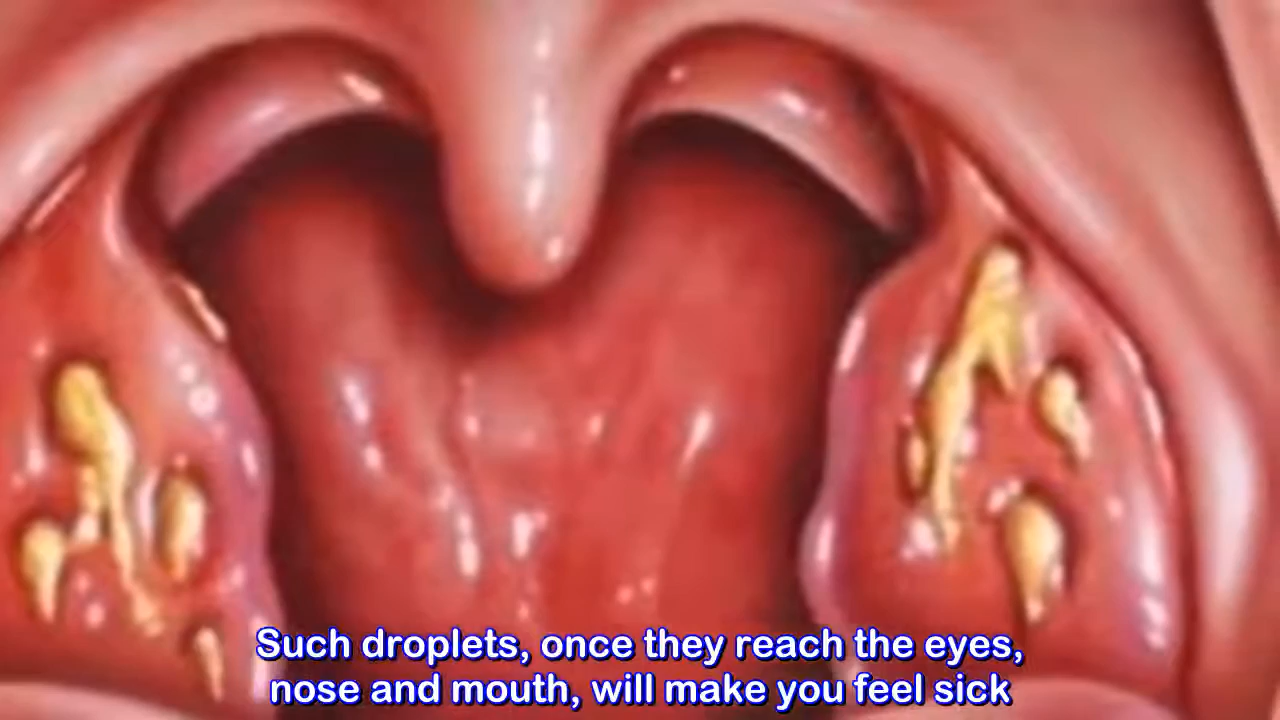 Such droplets, once they reach the eyes,
nose and mouth, will make you feel sick